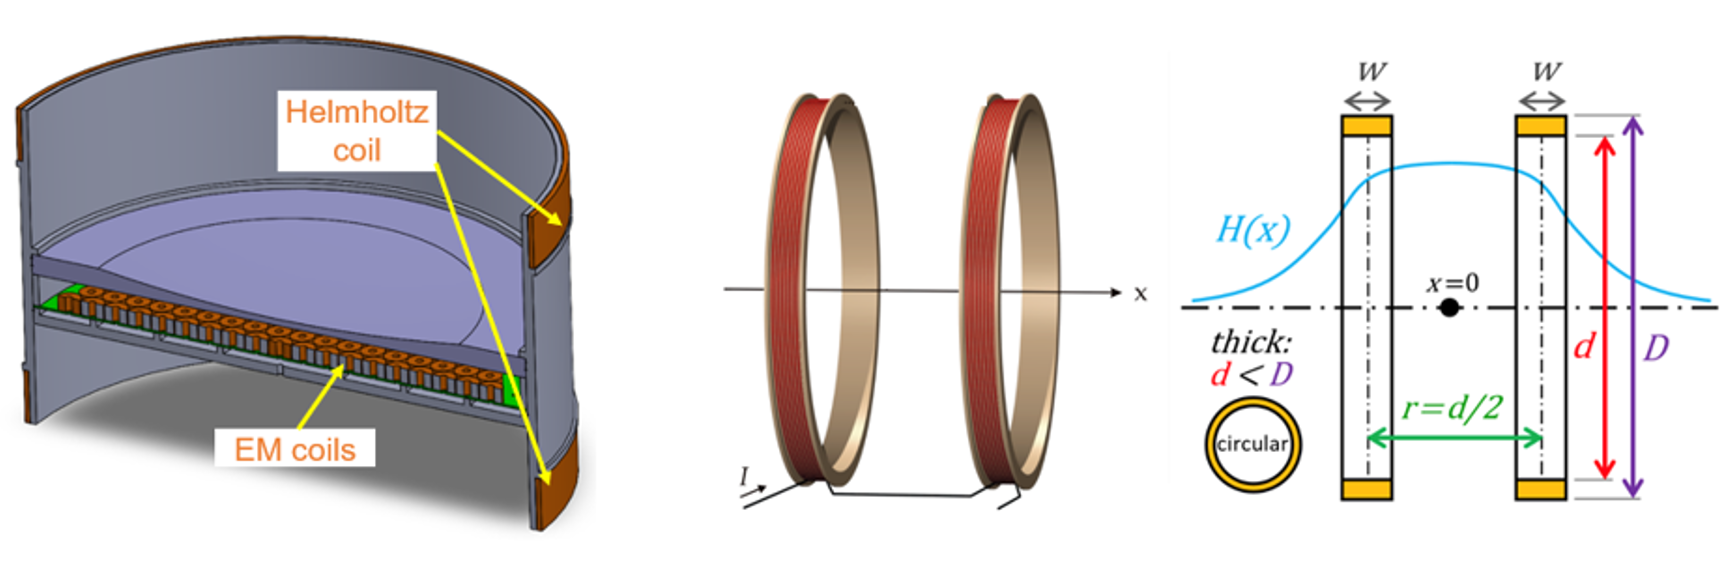 Helmholtz
coil
EM coils
I
x
W
W
H(x)
x=0
thick:
d < D
circular
r=d/2
d
D